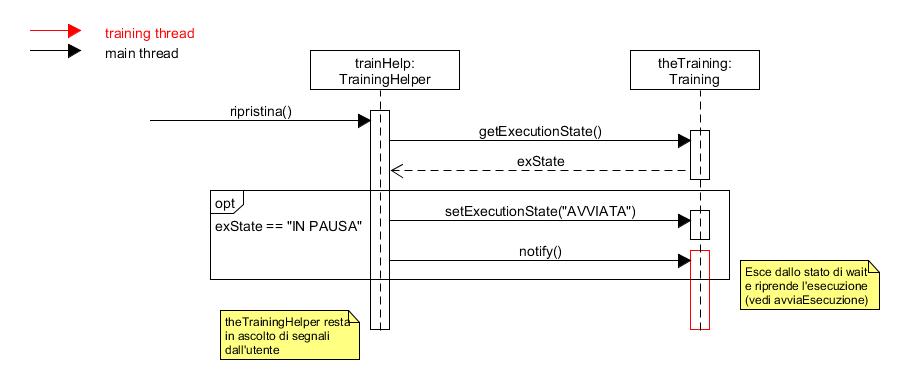 training thread
main thread
trainHelp:
TrainingHelper
theTraining:
Training
ripristina()
getExecutionState()
exState
opt
exState == "IN PAUSA"
setExecutionState("AVVIATA")
notify()
Esce dallo stato di wait
e riprende l'esecuzione
(vedi avviaEsecuzione)
theTrainingHelper resta
in ascolto di segnali
dall'utente